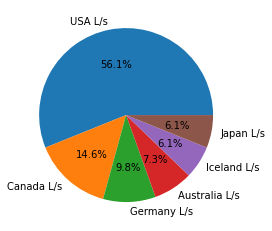 USA L/s
56.1%
14.6%
Canada L/s
9.8%
Germany L/s
7.3%
Australia L/s
6.1%
Iceland L/s
6.1%
Japan L/s